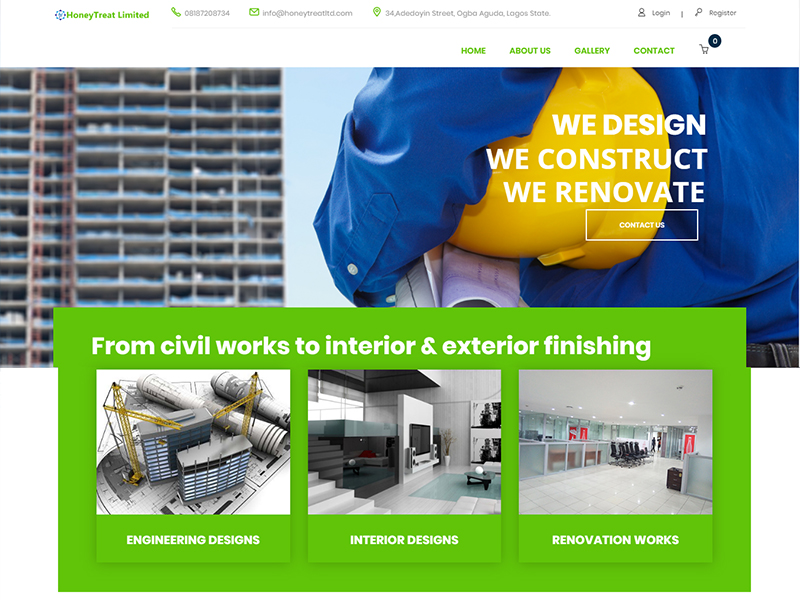 HoneyTreat Limited
08187208734
info@honeytreatltd.com
34,Adedoyin Street, Ogba Aguda, Lagos State.
Login | Register
HOME ABOUT US GALLERY CONTACT 0
WE DESIGN
WE CONSTRUCT
WE RENOVATE
CONTACT US
From civil works to interior & exterior finishing
ENGINEERING DESIGNS
INTERIOR DESIGNS
RENOVATION WORKS